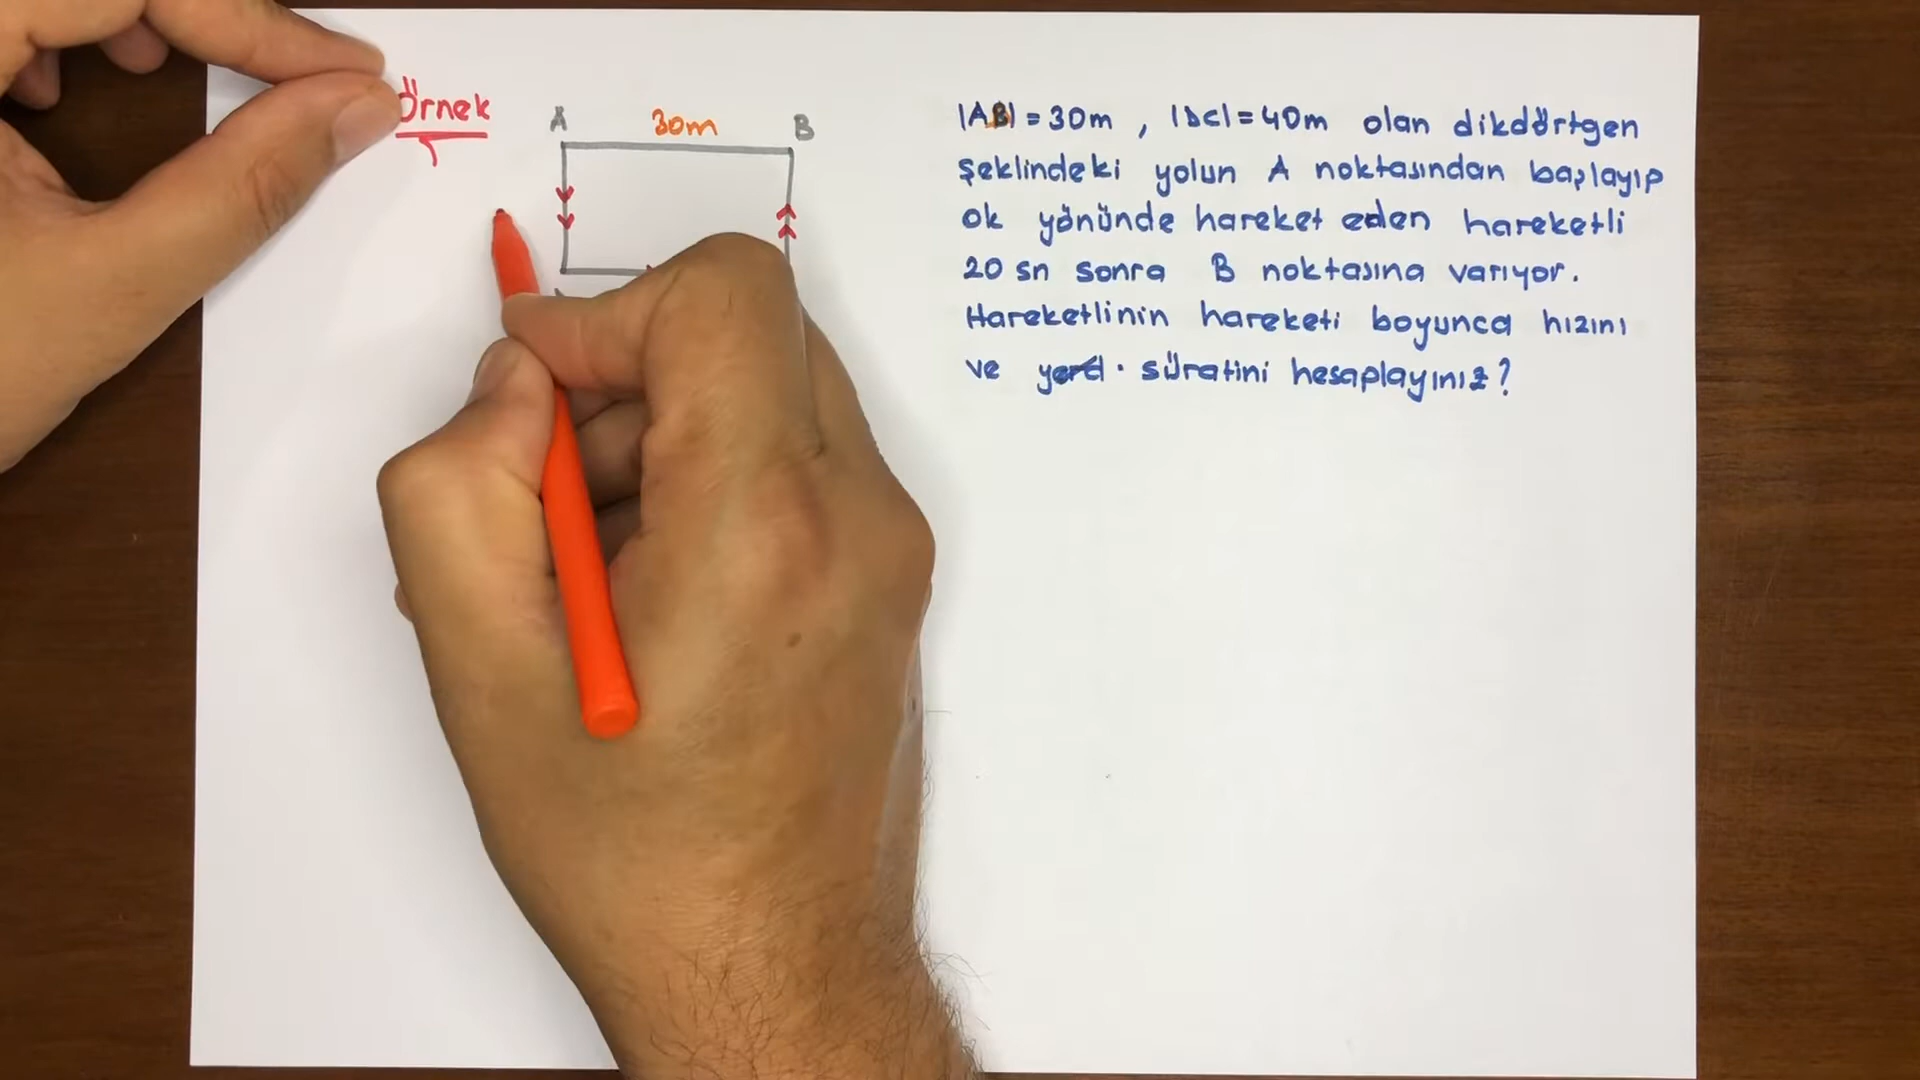 Örnek
A
30m
B
|AB| = 30m , |DC| = 40m olan dikdörtgen
şeklindeki yolun A noktasından başlayıp
ok yönünde hareket eden hareketli
20 sn sonra B noktasına varıyor.
Hareketlinin hareketi boyunca hızını
ve süratini hesaplayınız?